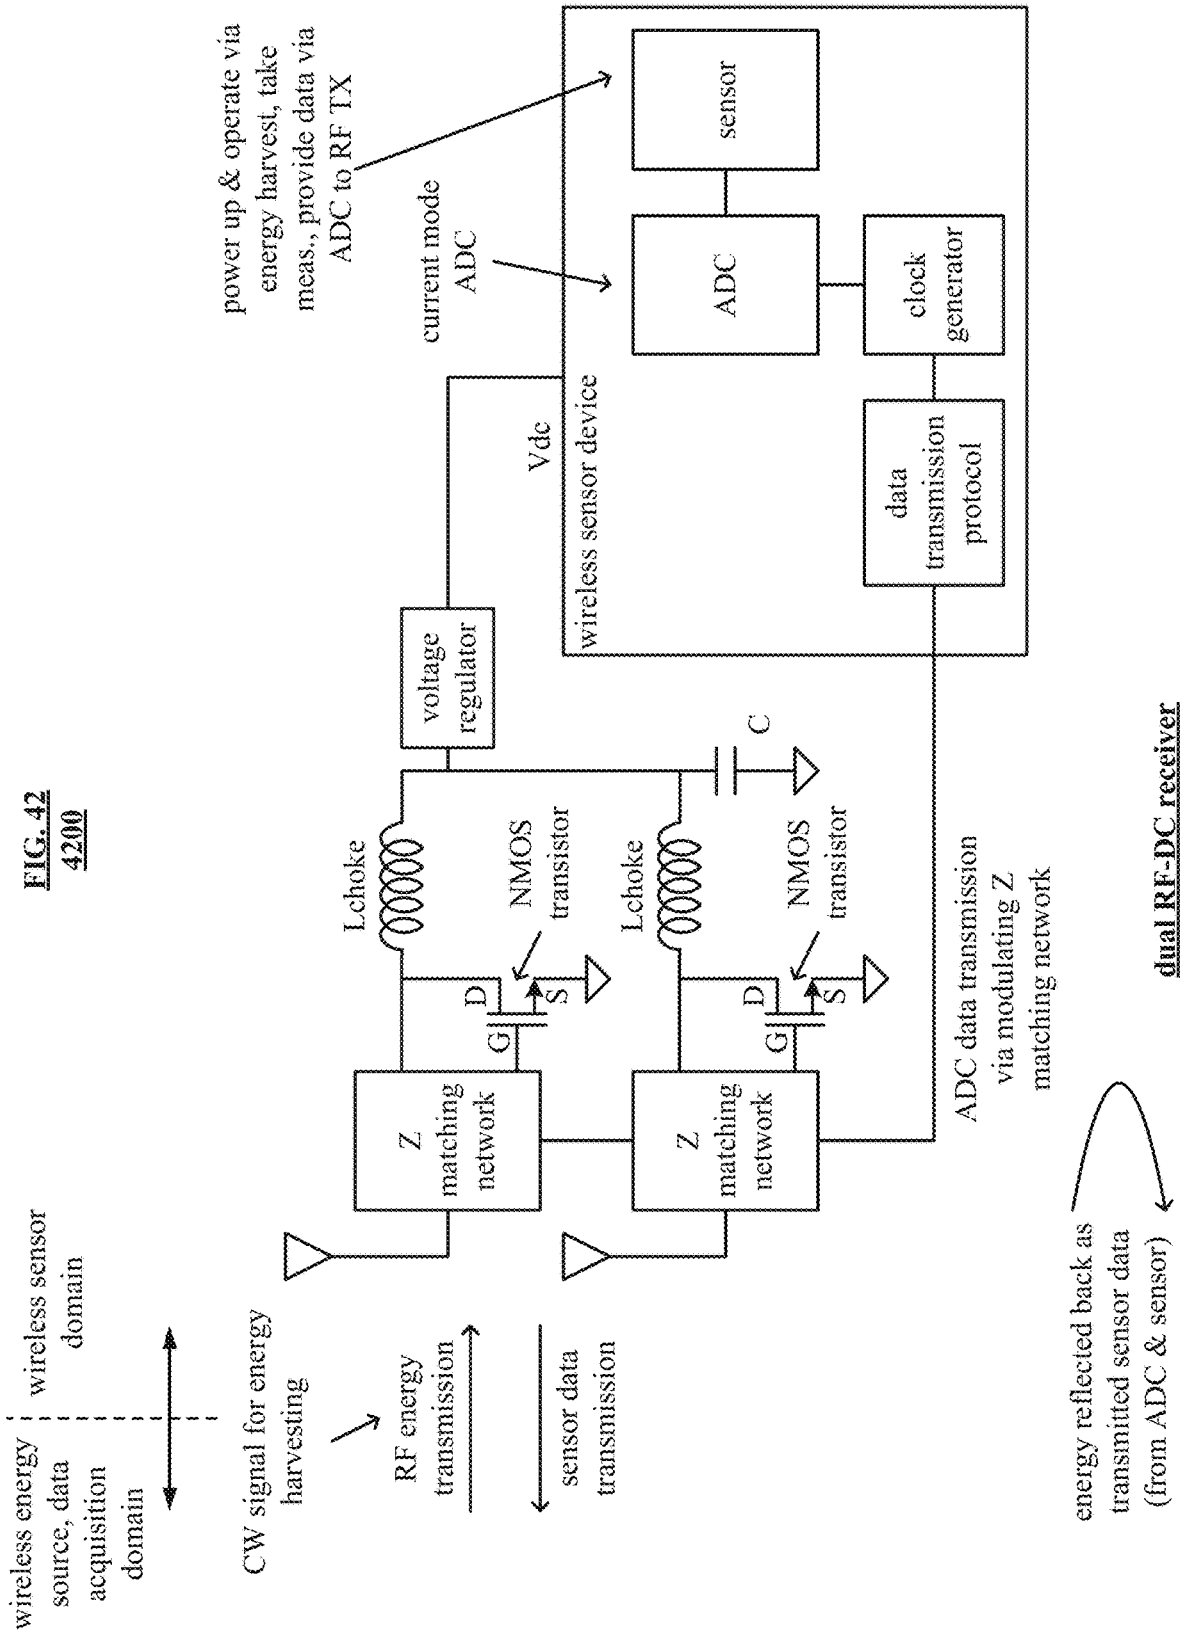 FIG. 42
4200
wireless energy
source, data
acquisition
domain
wireless sensor
domain
CW signal for energy
harvesting
RF energy
transmission
sensor data
transmission
Z
matching
network
G
D
S
NMOS
transistor
Lchoke
voltage
regulator
Z
matching
network
G
D
S
NMOS
transistor
Lchoke
C
Vdc
power up & operate via
energy harvest, take
meas., provide data via
ADC to RF TX
current mode
ADC
wireless sensor device
sensor
ADC
clock
generator
data
transmission
protocol
ADC data transmission
via modulating Z
matching network
energy reflected back as
transmitted sensor data
(from ADC & sensor)
dual RF-DC receiver